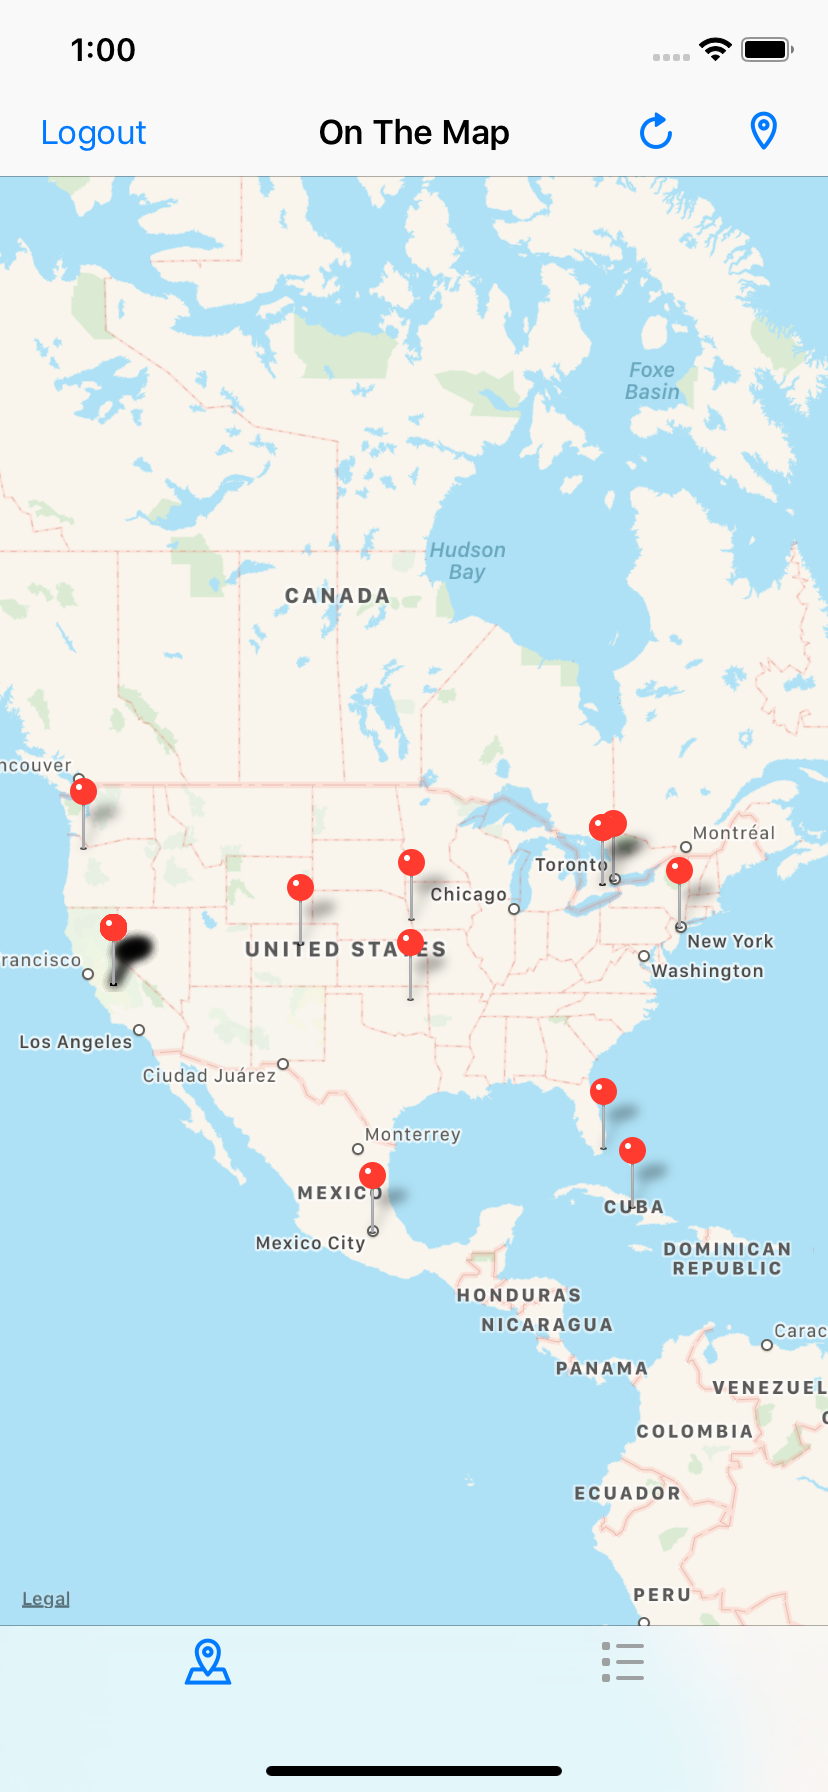 1:00
Logout
On The Map
Foxe
Basin
Hudson
Bay
CANADA
ncouver
Montréal
Toronto
Chicago
UNITED STATES
New York
rancisco
Washington
Los Angeles
Ciudad Juárez
Monterrey
MEXICO
CUBA
Mexico City
DOMINICAN
REPUBLIC
HONDURAS
NICARAGUA
Carac
PANAMA
VENEZUEL
COLOMBIA
ECUADOR
PERU
Legal